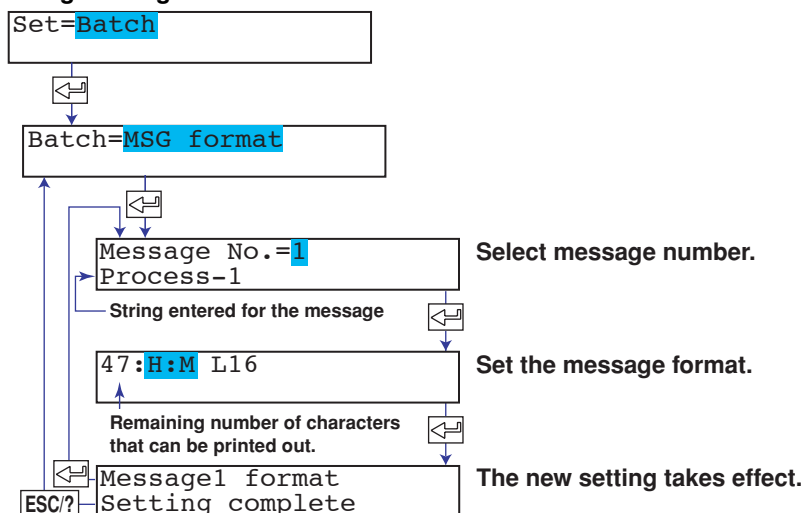 Set=Batch
Batch=MSG format
Message No.=1
Process-1
Select message number.
String entered for the message
47:H:M L16
Set the message format.
Remaining number of characters
that can be printed out.
Message1 format
Setting complete
The new setting takes effect.
ESC/?